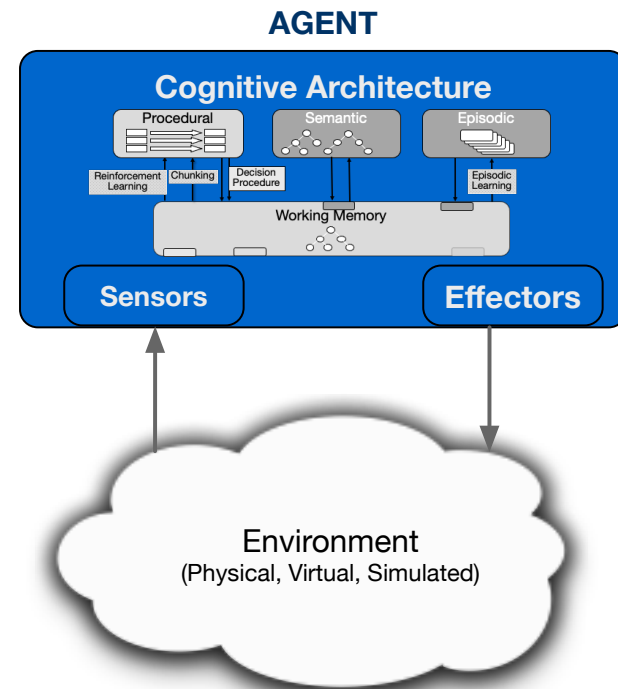 AGENT
Cognitive Architecture
Procedural
Semantic
Episodic
Reinforcement
Learning
Chunking
Decision
Procedure
Episodic
Learning
Working Memory
Sensors
Effectors
Environment
(Physical, Virtual, Simulated)